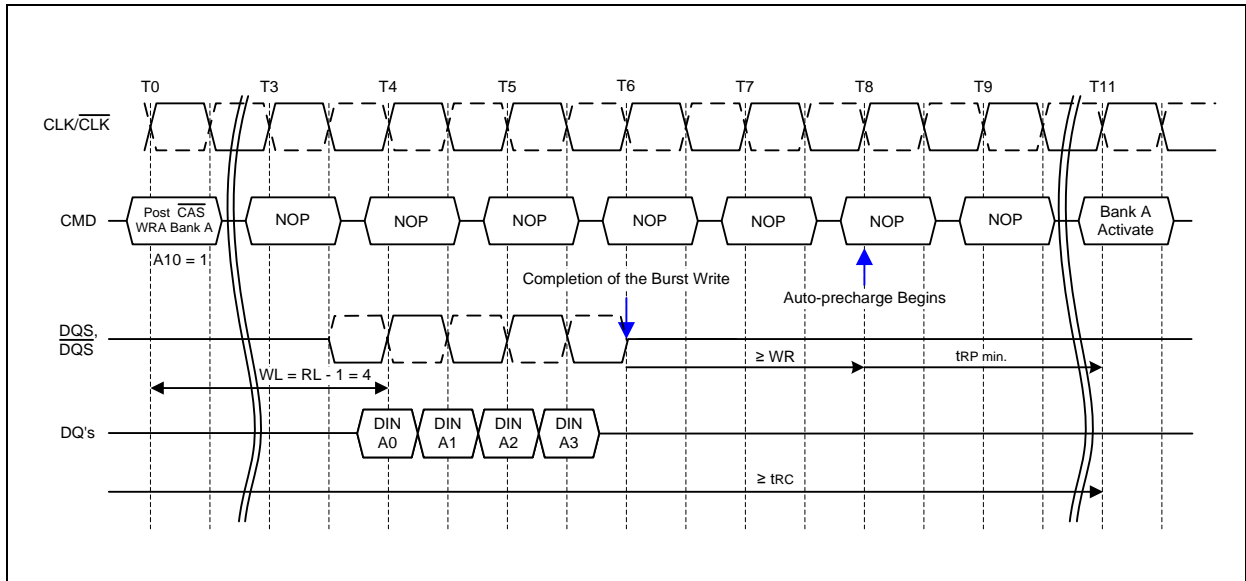 T0 T3 T4 T5 T6 T7 T8 T9 T11
CLK/CLK
CMD
Post CAS
WRA Bank A
NOP NOP NOP NOP NOP NOP NOP
Bank A
Activate
A10 = 1
Completion of the Burst Write
Auto-precharge Begins
DQS,
DQS
≥ WR
tRP min.
WL = RL - 1 = 4
DQ's
DIN
A0
DIN
A1
DIN
A2
DIN
A3
≥ tRC